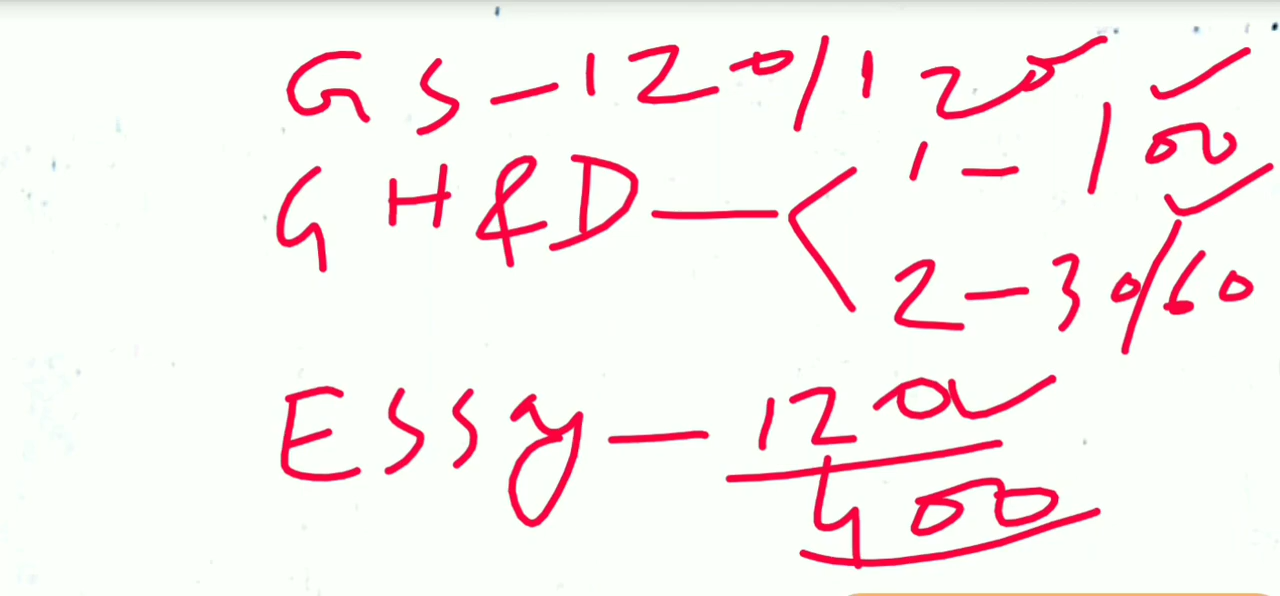 GS - 120/120
GH&D - < 1 - 100
2 - 30/60
ESSy - 120
400